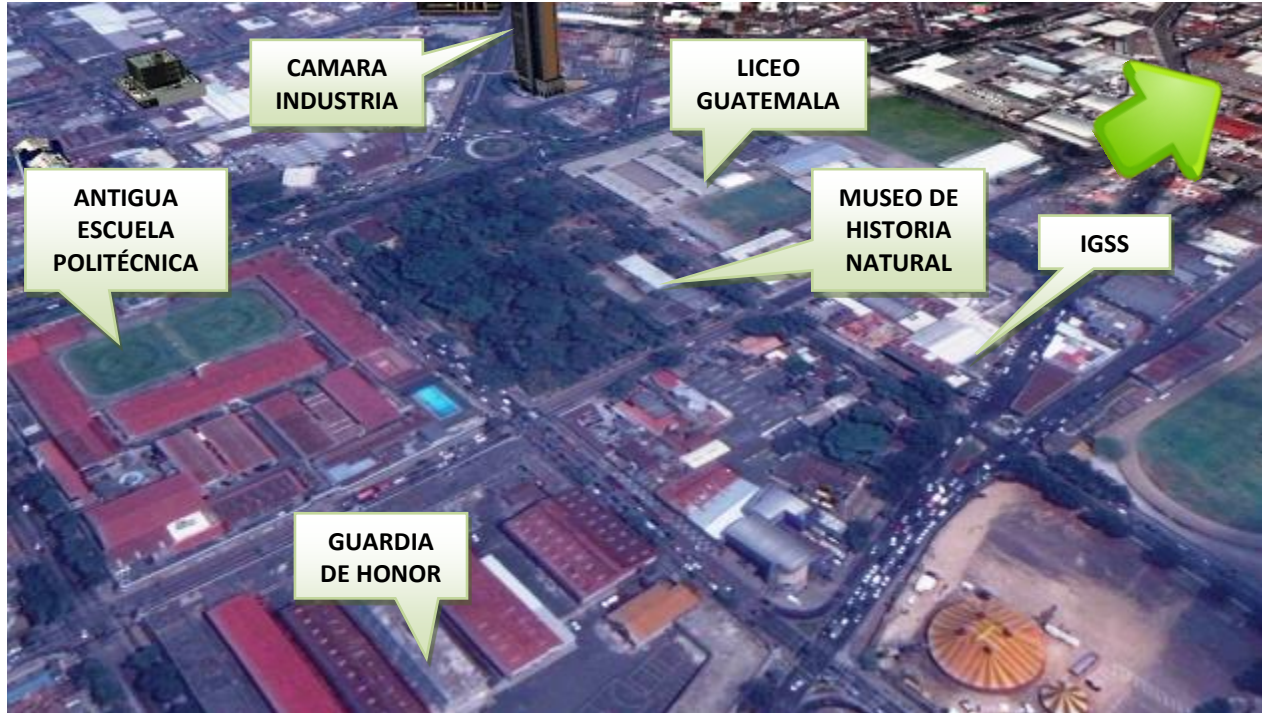 CAMARA
INDUSTRIA
LICEO
GUATEMALA
ANTIGUA
ESCUELA
POLITÉCNICA
MUSEO DE
HISTORIA
NATURAL
IGSS
GUARDIA
DE HONOR